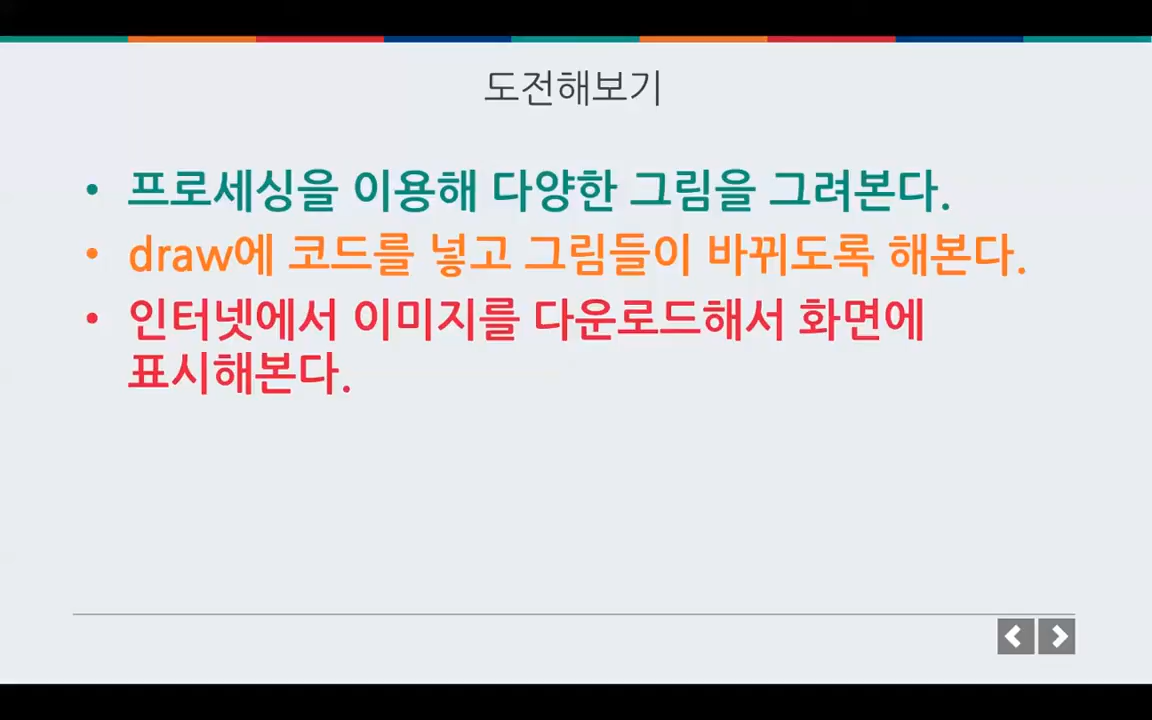 도전해보기
• 프로세싱을 이용해 다양한 그림을 그려본다.
• draw에 코드를 넣고 그림들이 바뀌도록 해본다.
• 인터넷에서 이미지를 다운로드해서 화면에
표시해본다.